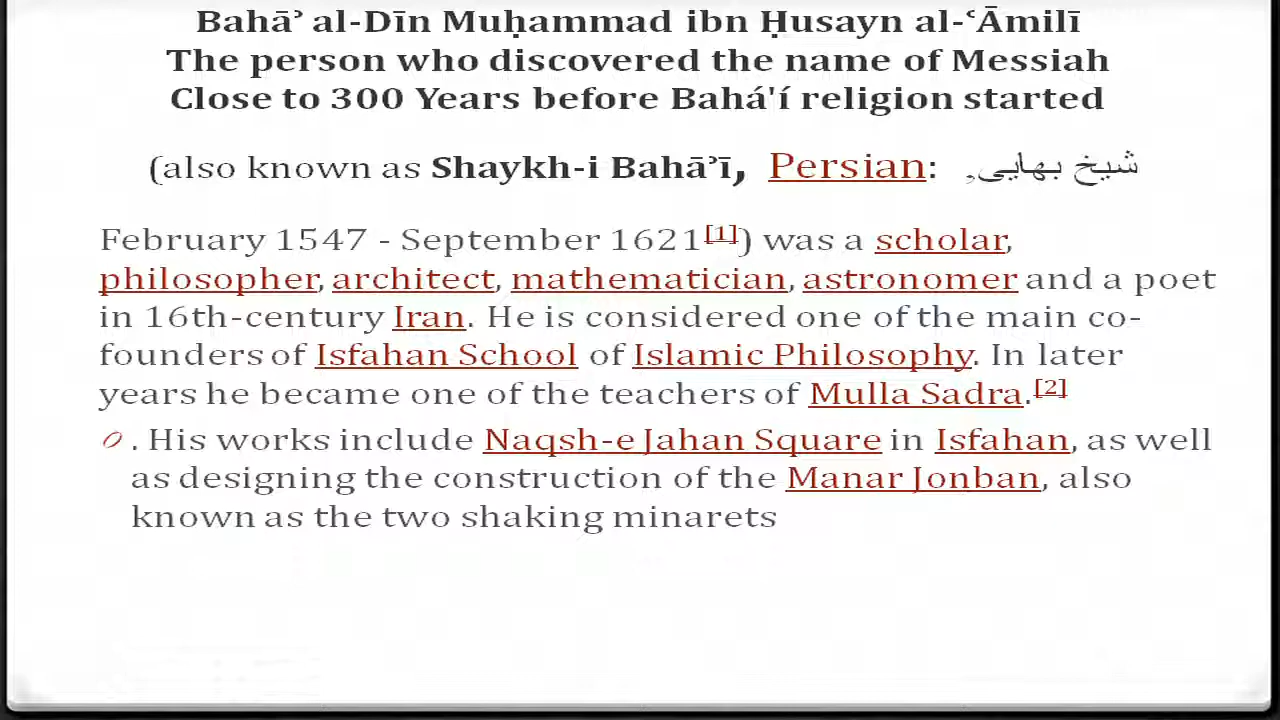 Bahāʾ al-Dīn Muḥammad ibn Ḥusayn al-ʿĀmilī
The person who discovered the name of Messiah
Close to 300 Years before Bahá'í religion started
(also known as Shaykh-i Bahāʾī, Persian: شیخ بهایی,
February 1547 - September 1621[1]) was a scholar,
philosopher, architect, mathematician, astronomer and a poet
in 16th-century Iran. He is considered one of the main co-
founders of Isfahan School of Islamic Philosophy. In later
years he became one of the teachers of Mulla Sadra.[2]
. His works include Naqsh-e Jahan Square in Isfahan, as well
as designing the construction of the Manar Jonban, also
known as the two shaking minarets